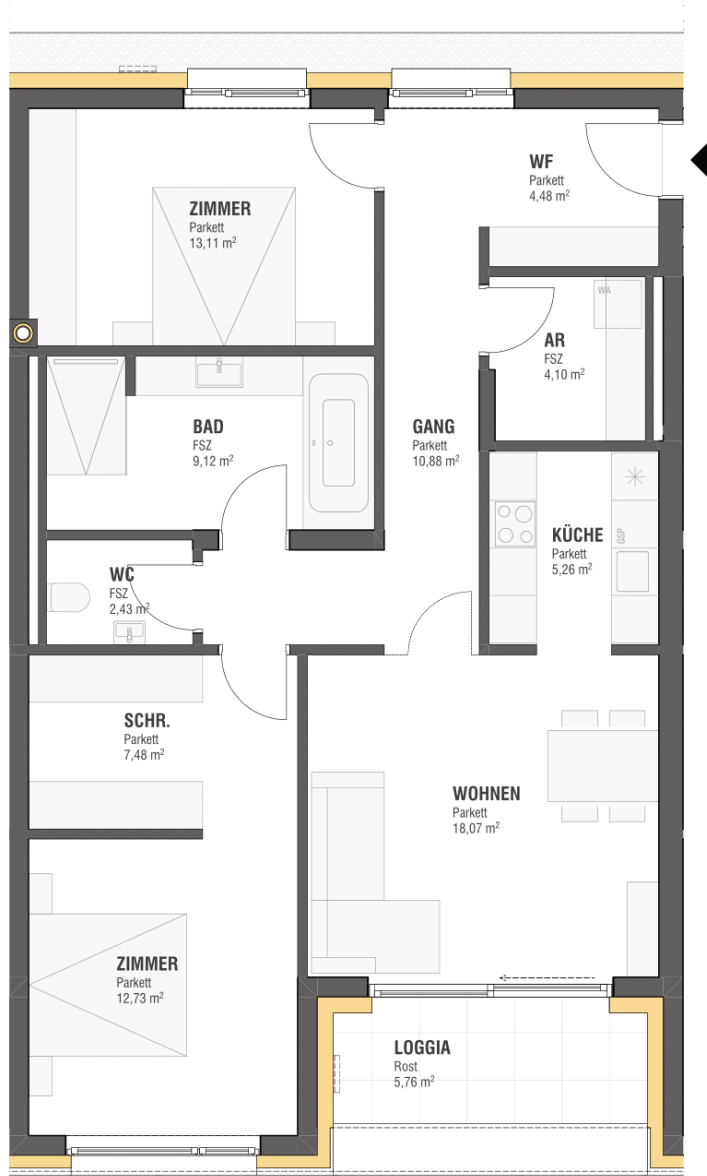 WF
Parkett
4,48 m²
ZIMMER
Parkett
13,11 m²
WA
AR
FSZ
4,10 m²
BAD
FSZ
9,12 m²
GANG
Parkett
10,88 m²
KÜCHE
Parkett
5,26 m²
GSP
WC
FSZ
2,43 m²
SCHR.
Parkett
7,48 m²
WOHNEN
Parkett
18,07 m²
ZIMMER
Parkett
12,73 m²
LOGGIA
Rost
5,76 m²